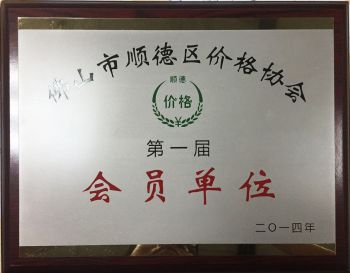 佛山市顺德区价格协会
顺德
价格
¥
第一届
会员单位
二〇一四年